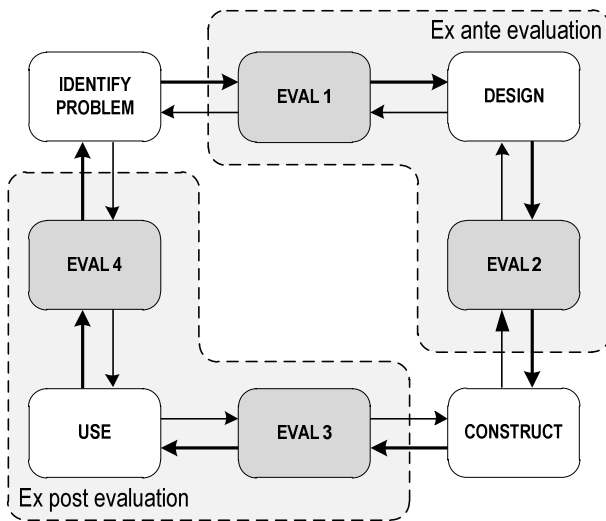 Ex ante evaluation
IDENTIFY
PROBLEM
EVAL 1
DESIGN
EVAL 4
EVAL 2
USE
EVAL 3
CONSTRUCT
Ex post evaluation